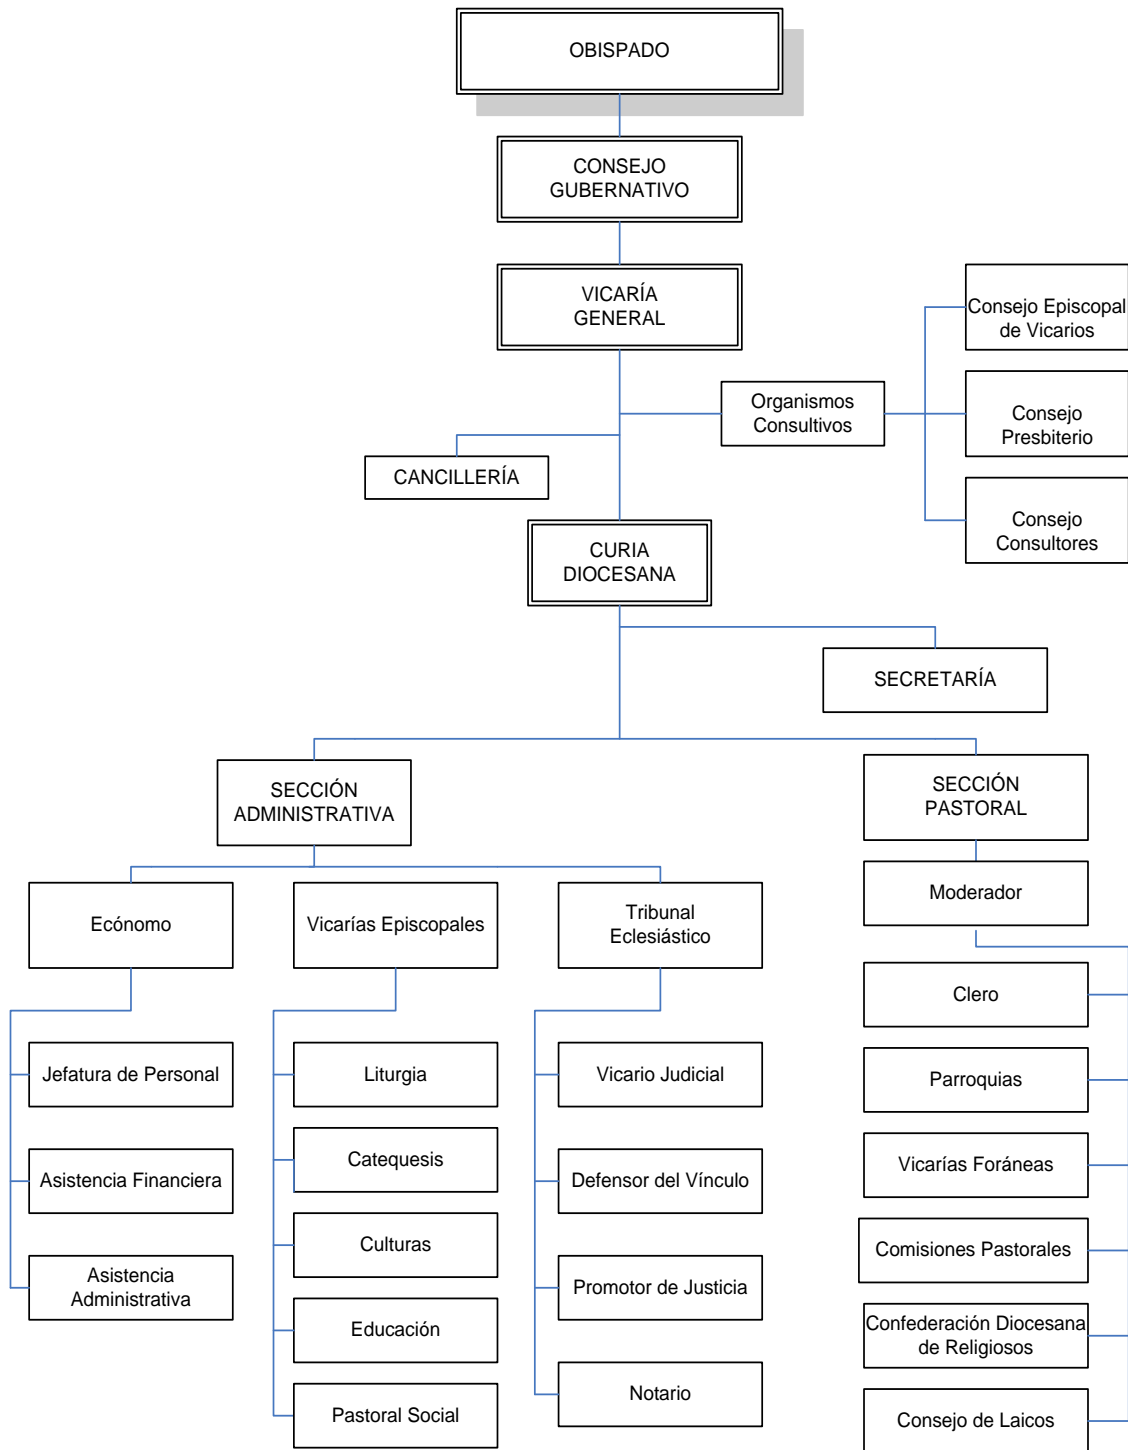 OBISPADO
CONSEJO
GUBERNATIVO
VICARÍA
GENERAL
Organismos
Consultivos
Consejo Episcopal
de Vicarios
Consejo
Presbiterio
Consejo
Consultores
CANCILLERÍA
CURIA
DIOCESANA
SECRETARÍA
SECCIÓN
ADMINISTRATIVA
SECCIÓN
PASTORAL
Ecónomo
Vicarías Episcopales
Tribunal
Eclesiástico
Moderador
Jefatura de Personal
Asistencia Financiera
Asistencia
Administrativa
Liturgia
Catequesis
Culturas
Educación
Pastoral Social
Vicario Judicial
Defensor del Vínculo
Promotor de Justicia
Notario
Clero
Parroquias
Vicarías Foráneas
Comisiones Pastorales
Confederación Diocesana
de Religiosos
Consejo de Laicos